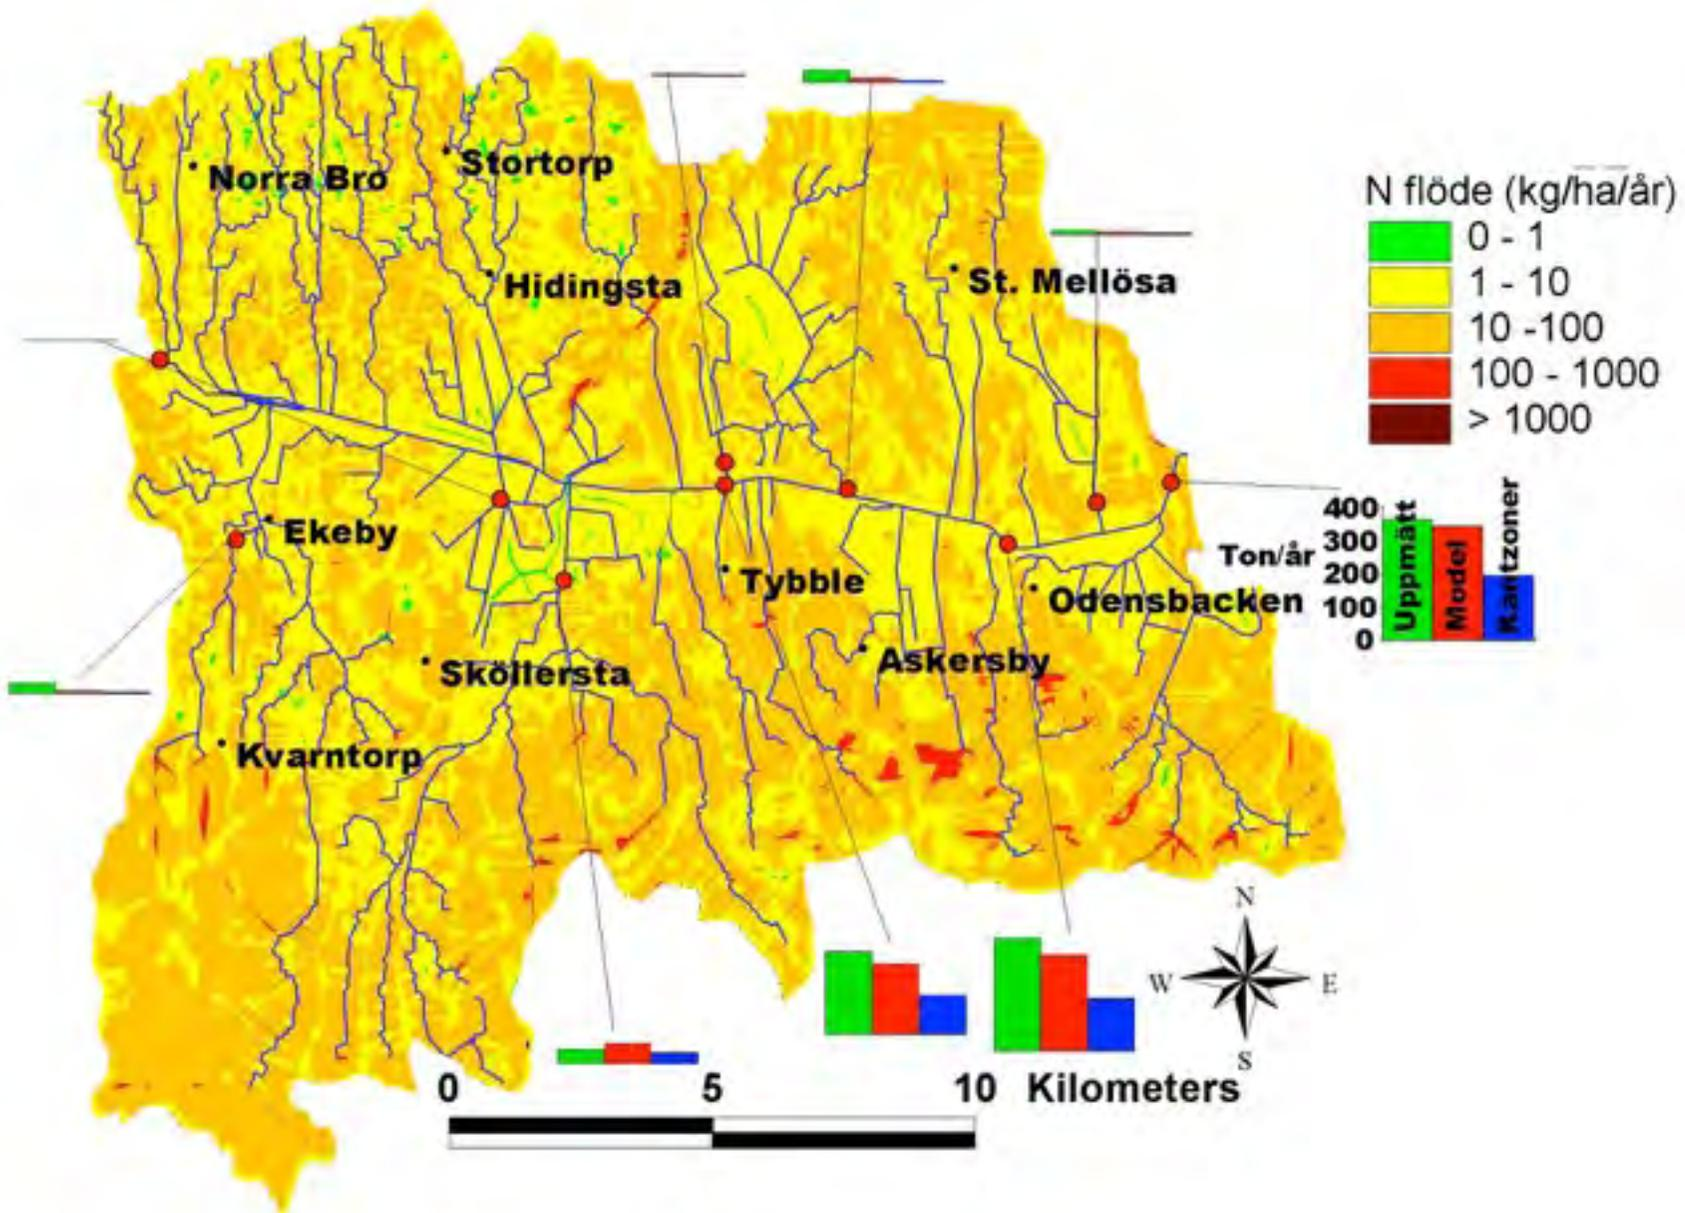 N flöde (kg/ha/år)
0 - 1
1 - 10
10 -100
100 - 1000
> 1000
Norra Bro
Stortorp
Hidingsta
St. Mellösa
Ekeby
Tybble
Odensbacken
Sköllersta
Askersby
Kvarntorp
Ton/år
400
300
200
100
0
Uppmätt
Model
Kantzoner
N
W
E
S
0 5 10 Kilometers